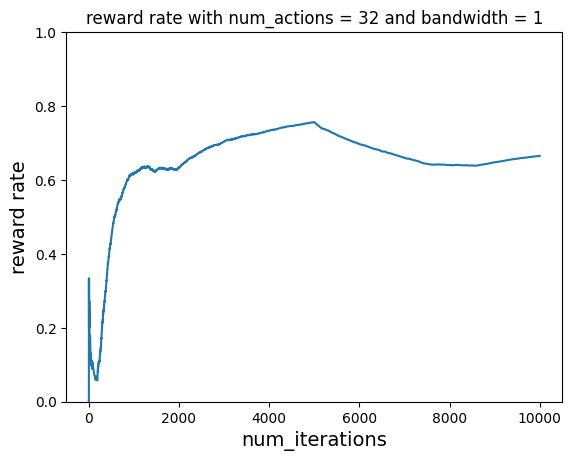 reward rate with num_actions = 32 and bandwidth = 1
1.0
0.8
0.6
0.4
0.2
0.0
reward rate
0 2000 4000 6000 8000 10000
num_iterations